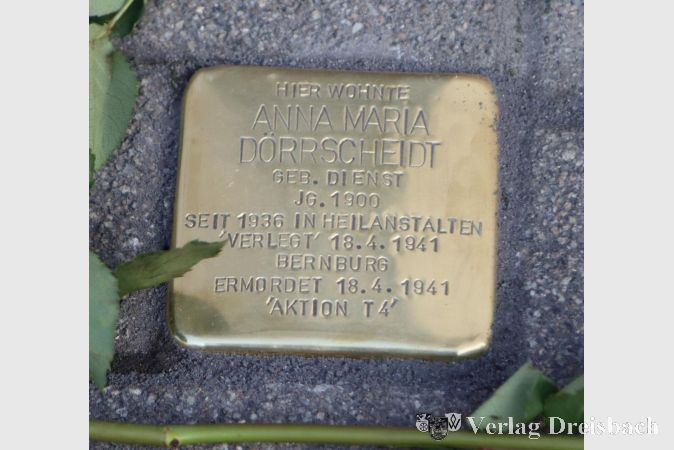 HIER WOHNTE
ANNA MARIA
DÖRRSCHEIDT
GEB. DIENST
JG. 1900
SEIT 1936 IN HEILANSTALTEN
'VERLEGT' 18.4.1941
BERNBURG
ERMORDET 18.4.1941
'AKTION T4'
Verlag Dreisbach